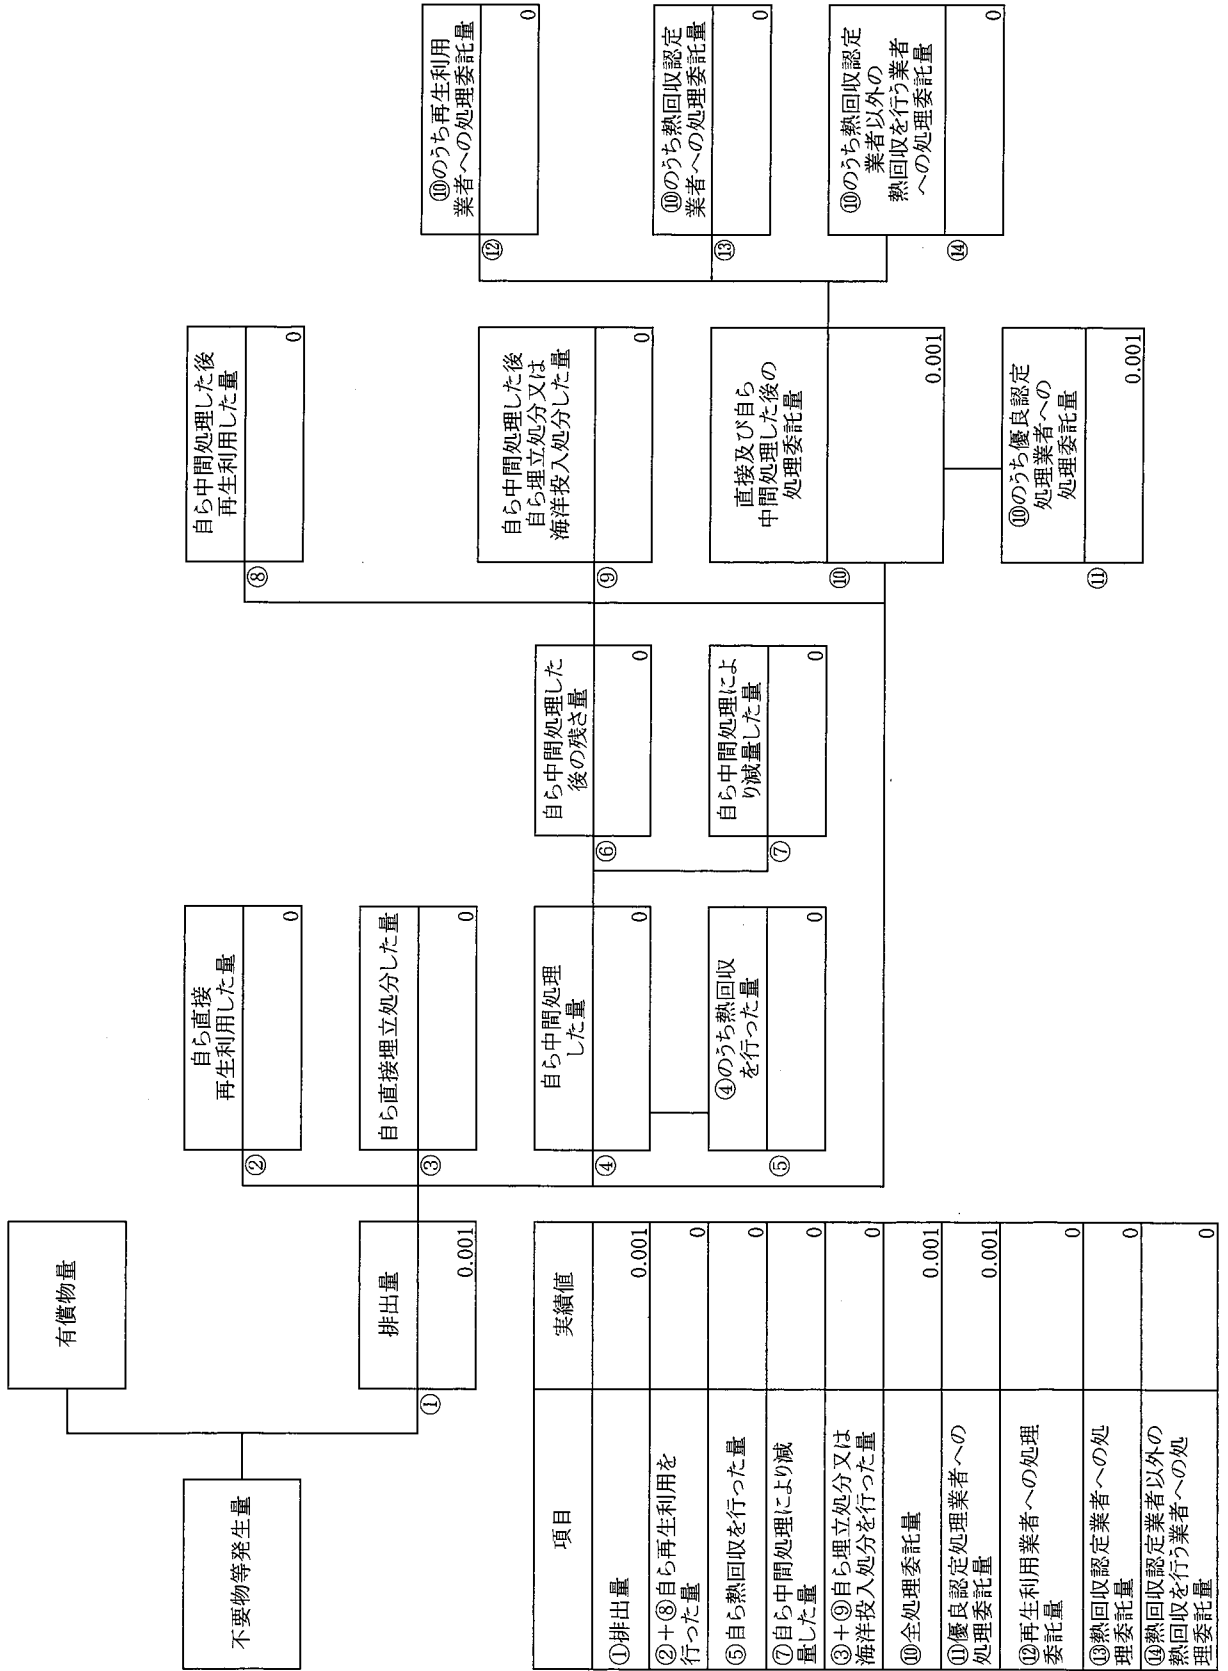 不要物等発生量
有償物量
①
排出量
0.001
②
自ら直接
再生利用した量
0
③
自ら直接埋立処分した量
0
④
自ら中間処理
した量
0
⑤
④のうち熱回収
を行った量
0
⑥
自ら中間処理した
後の残さ量
0
⑦
自ら中間処理によ
り減量した量
0
⑧
自ら中間処理した後
再生利用した量
0
⑨
自ら中間処理した後
自ら埋立処分又は
海洋投入処分した量
0
⑩
直接及び自ら
中間処理した後の
処理委託量
0.001
⑪
⑩のうち優良認定
処理業者への
処理委託量
0.001
⑫
⑩のうち再生利用
業者への処理委託量
0
⑬
⑩のうち熱回収認定
業者への処理委託量
0
⑭
⑩のうち熱回収認定
業者以外の
熱回収を行う業者
への処理委託量
0
項目
実績値
①排出量
0.001
②+⑧自ら再生利用を
行った量
0
⑤自ら熱回収を行った量
0
⑦自ら中間処理により減
量した量
0
③+⑨自ら埋立処分又は
海洋投入処分を行った量
0
⑩全処理委託量
0.001
⑪優良認定処理業者への
処理委託量
0.001
⑫再生利用業者への処理
委託量
0
⑬熱回収認定業者への処
理委託量
0
⑭熱回収認定業者以外の
熱回収を行う業者への処
理委託量
0